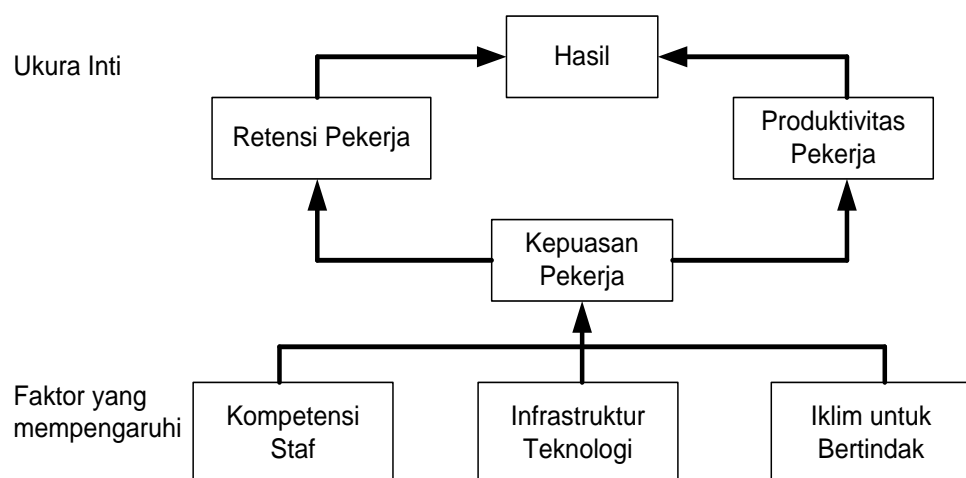 Ukura Inti
Hasil
Retensi Pekerja
Produktivitas
Pekerja
Kepuasan
Pekerja
Faktor yang
mempengaruhi
Kompetensi
Staf
Infrastruktur
Teknologi
Iklim untuk
Bertindak